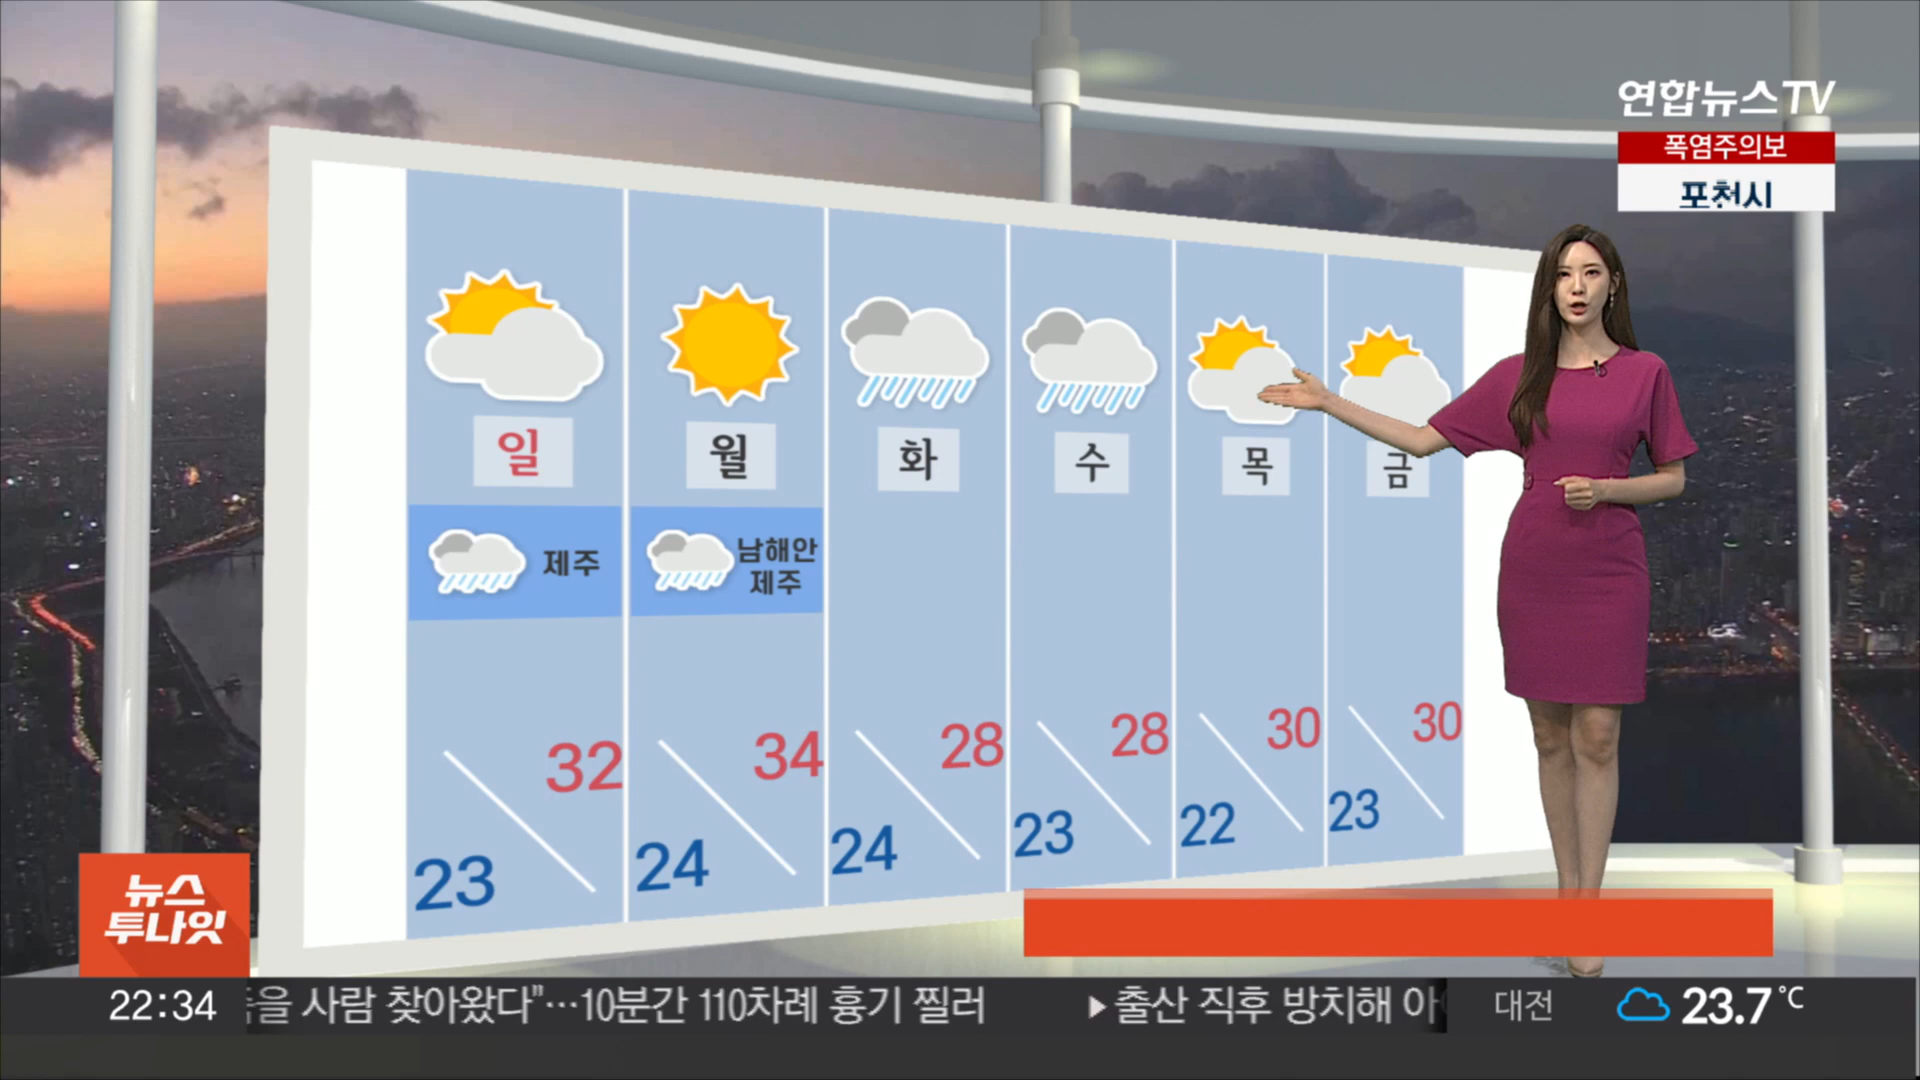 연합뉴스TV
폭염주의보
포천시
일
월
화
수
목
금
제주
남해안
제주
32
34
28
28
30
30
23
24
24
23
22
23
뉴스
투나잇
22:34
을 사람 찾아왔다”…10분간 110차례 흉기 찔러
▶출산 직후 방치해
대전
23.7℃